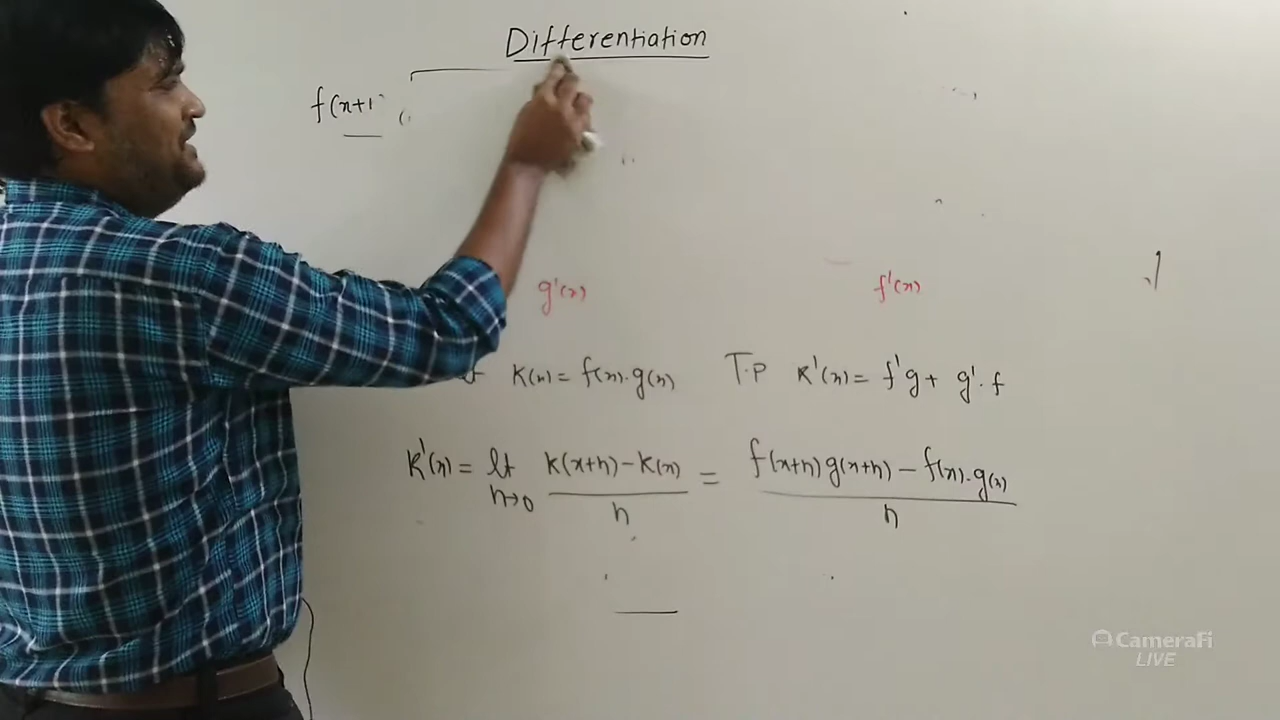 Differentiation
f(x+1)
g'(x) f'(x)
K(x) = f(x).g(x) T.P K'(x) = f'g + g'.f
K'(x) = lt h→0 K(x+h) - K(x) / h = f(x+h)g(x+h) - f(x).g(x) / h
CameraFi
LIVE